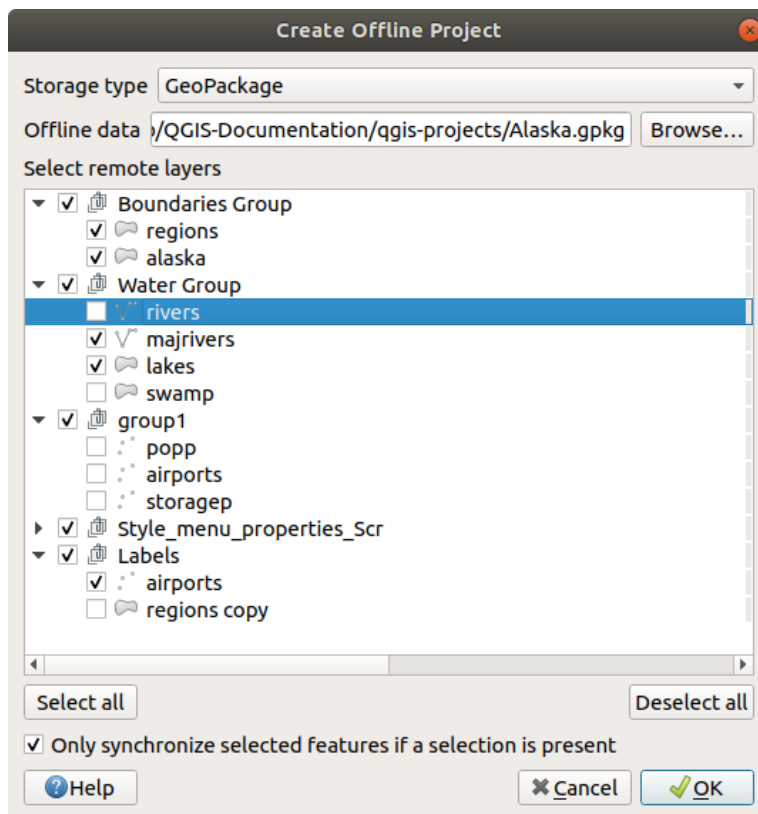 Create Offline Project
Storage type GeoPackage
Offline data )/QGIS-Documentation/qgis-projects/Alaska.gpkg Browse...
Select remote layers
Boundaries Group
regions
alaska
Water Group
rivers
majrivers
lakes
swamp
group1
popp
airports
storagep
Style_menu_properties_Scr
Labels
airports
regions copy
Select all Deselect all
Only synchronize selected features if a selection is present
Help Cancel OK